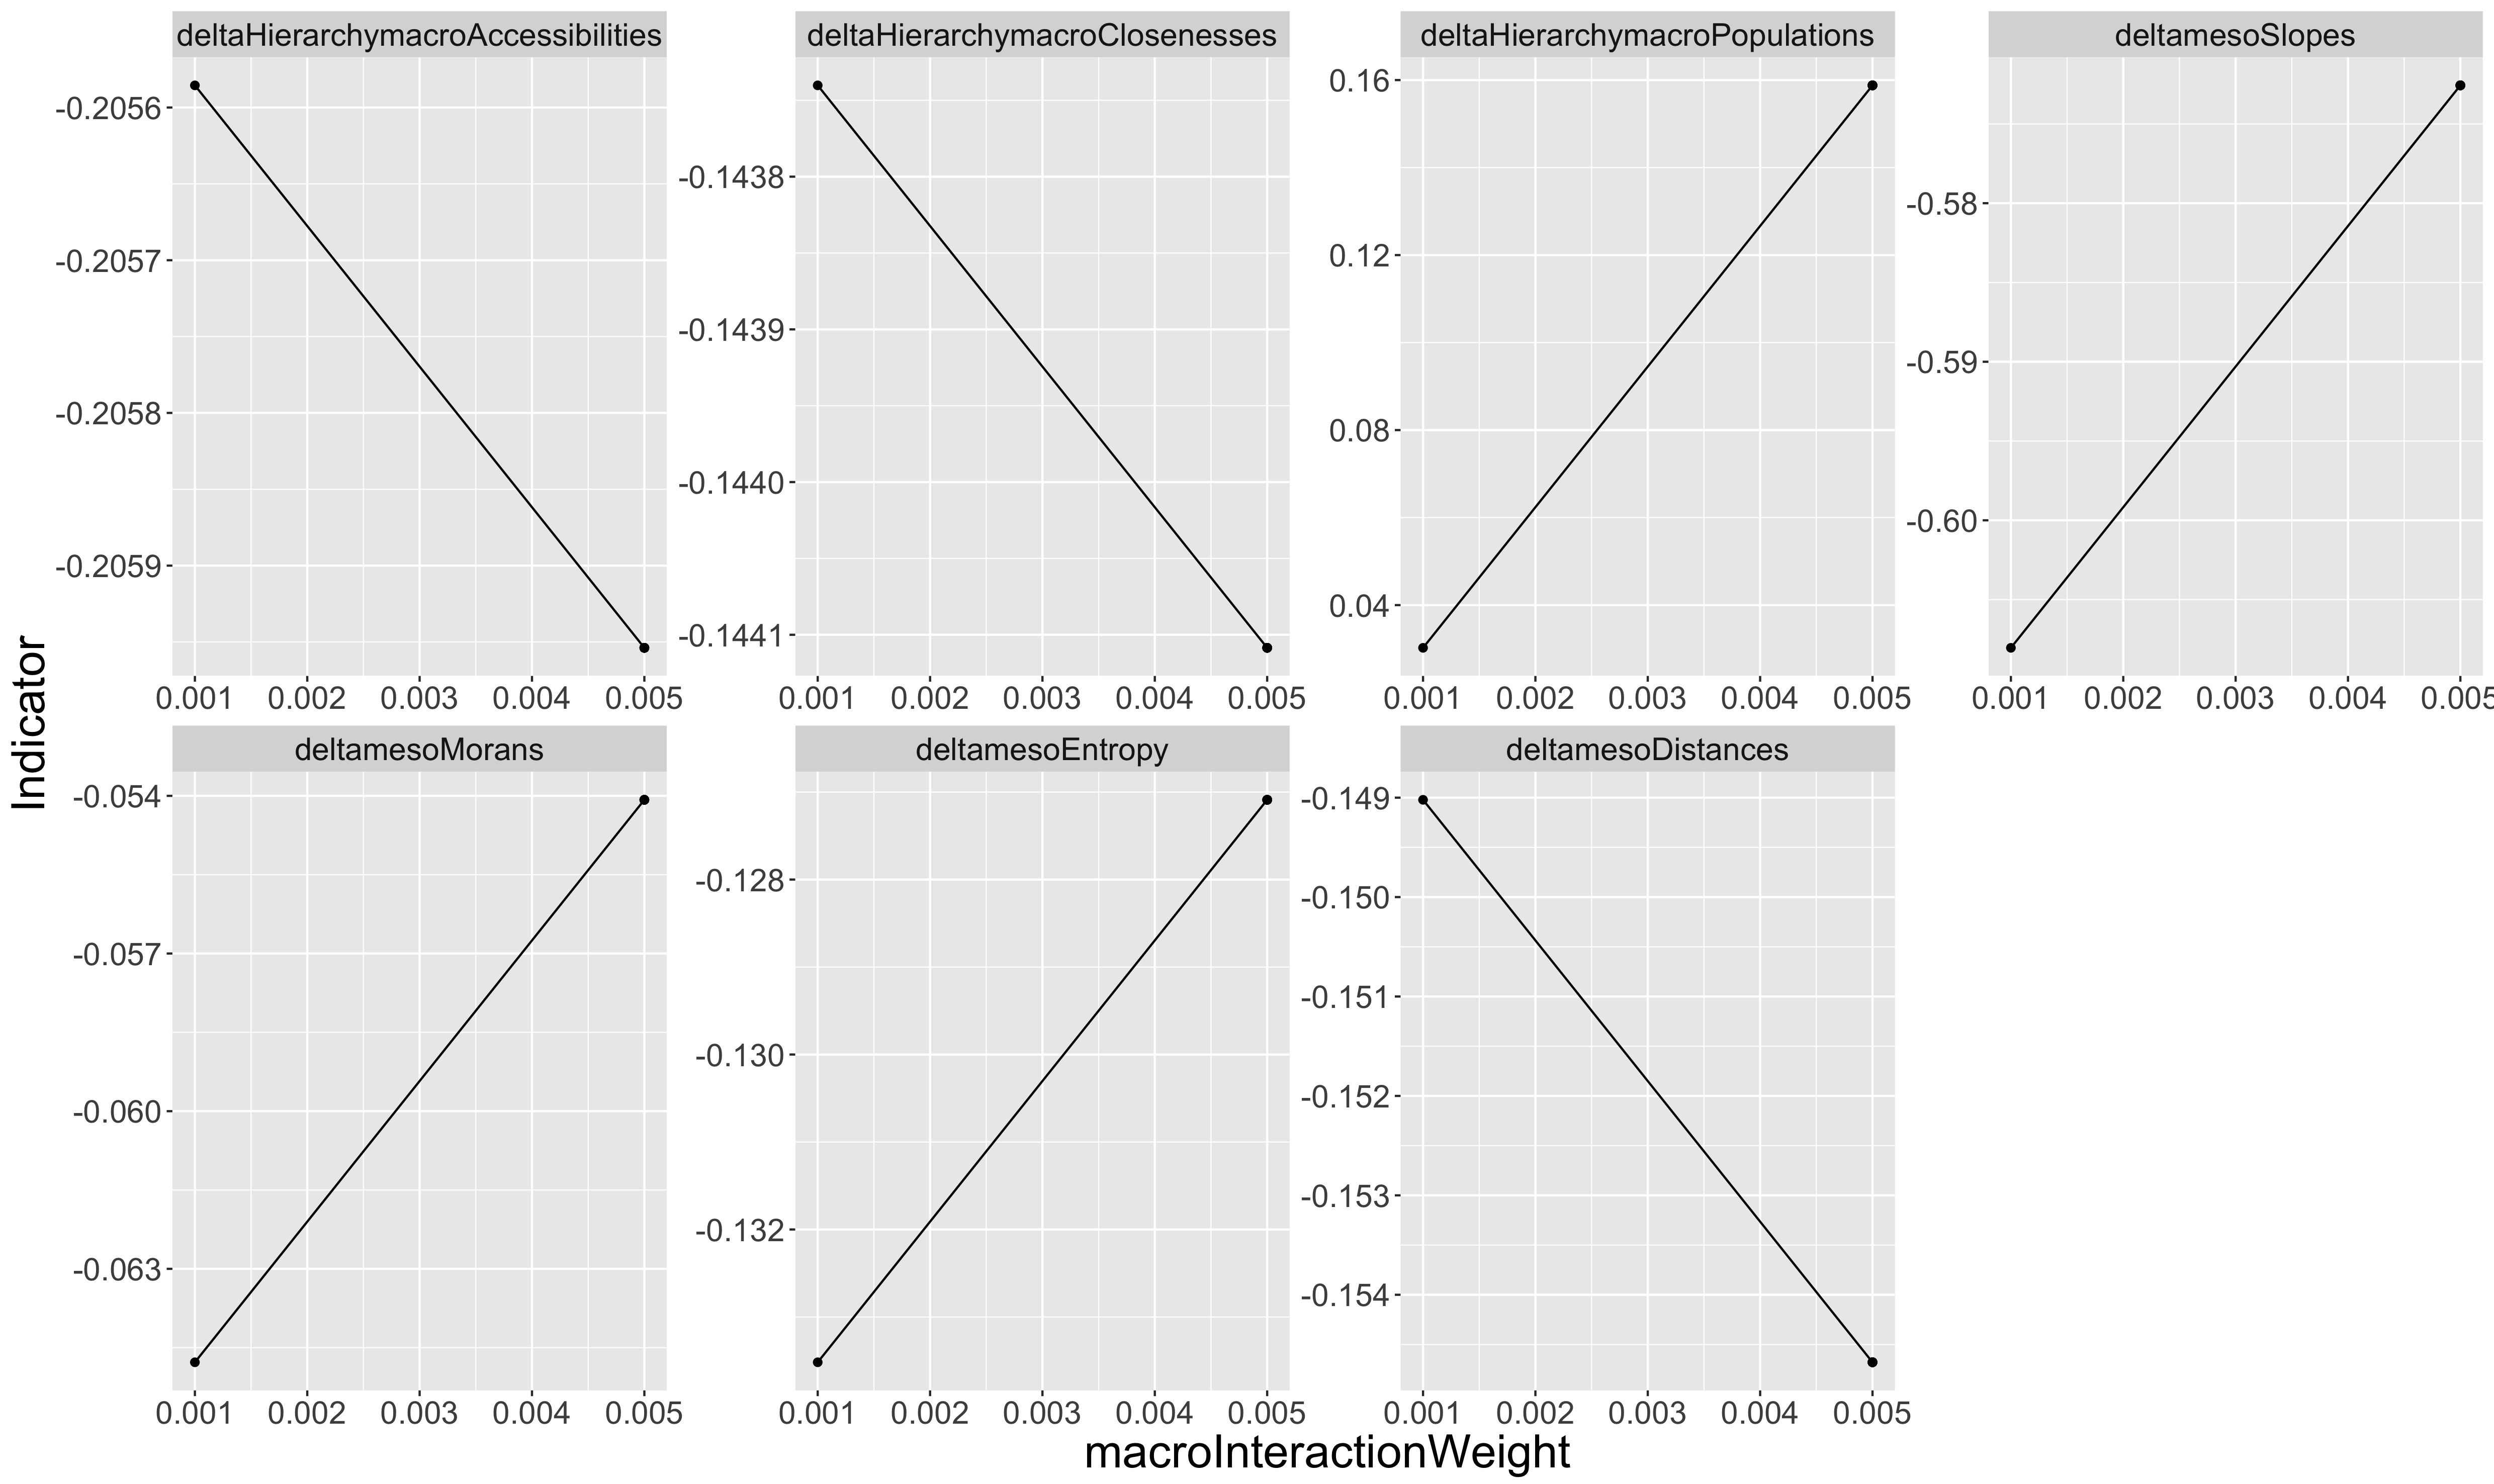 deltaHierarchymacroAccessibilities
deltaHierarchymacroClosenesses
deltaHierarchymacroPopulations
deltamesoSlopes
-0.2056
-0.2057
-0.2058
-0.2059
0.001 0.002 0.003 0.004 0.005
-0.1438
-0.1439
-0.1440
-0.1441
0.001 0.002 0.003 0.004 0.005
0.16
0.12
0.08
0.04
0.001 0.002 0.003 0.004 0.005
-0.58
-0.59
-0.60
0.001 0.002 0.003 0.004 0.005
Indicator
deltamesoMorans
deltamesoEntropy
deltamesoDistances
-0.054
-0.057
-0.060
-0.063
0.001 0.002 0.003 0.004 0.005
-0.128
-0.130
-0.132
0.001 0.002 0.003 0.004 0.005
-0.149
-0.150
-0.151
-0.152
-0.153
-0.154
0.001 0.002 0.003 0.004 0.005
macroInteractionWeight